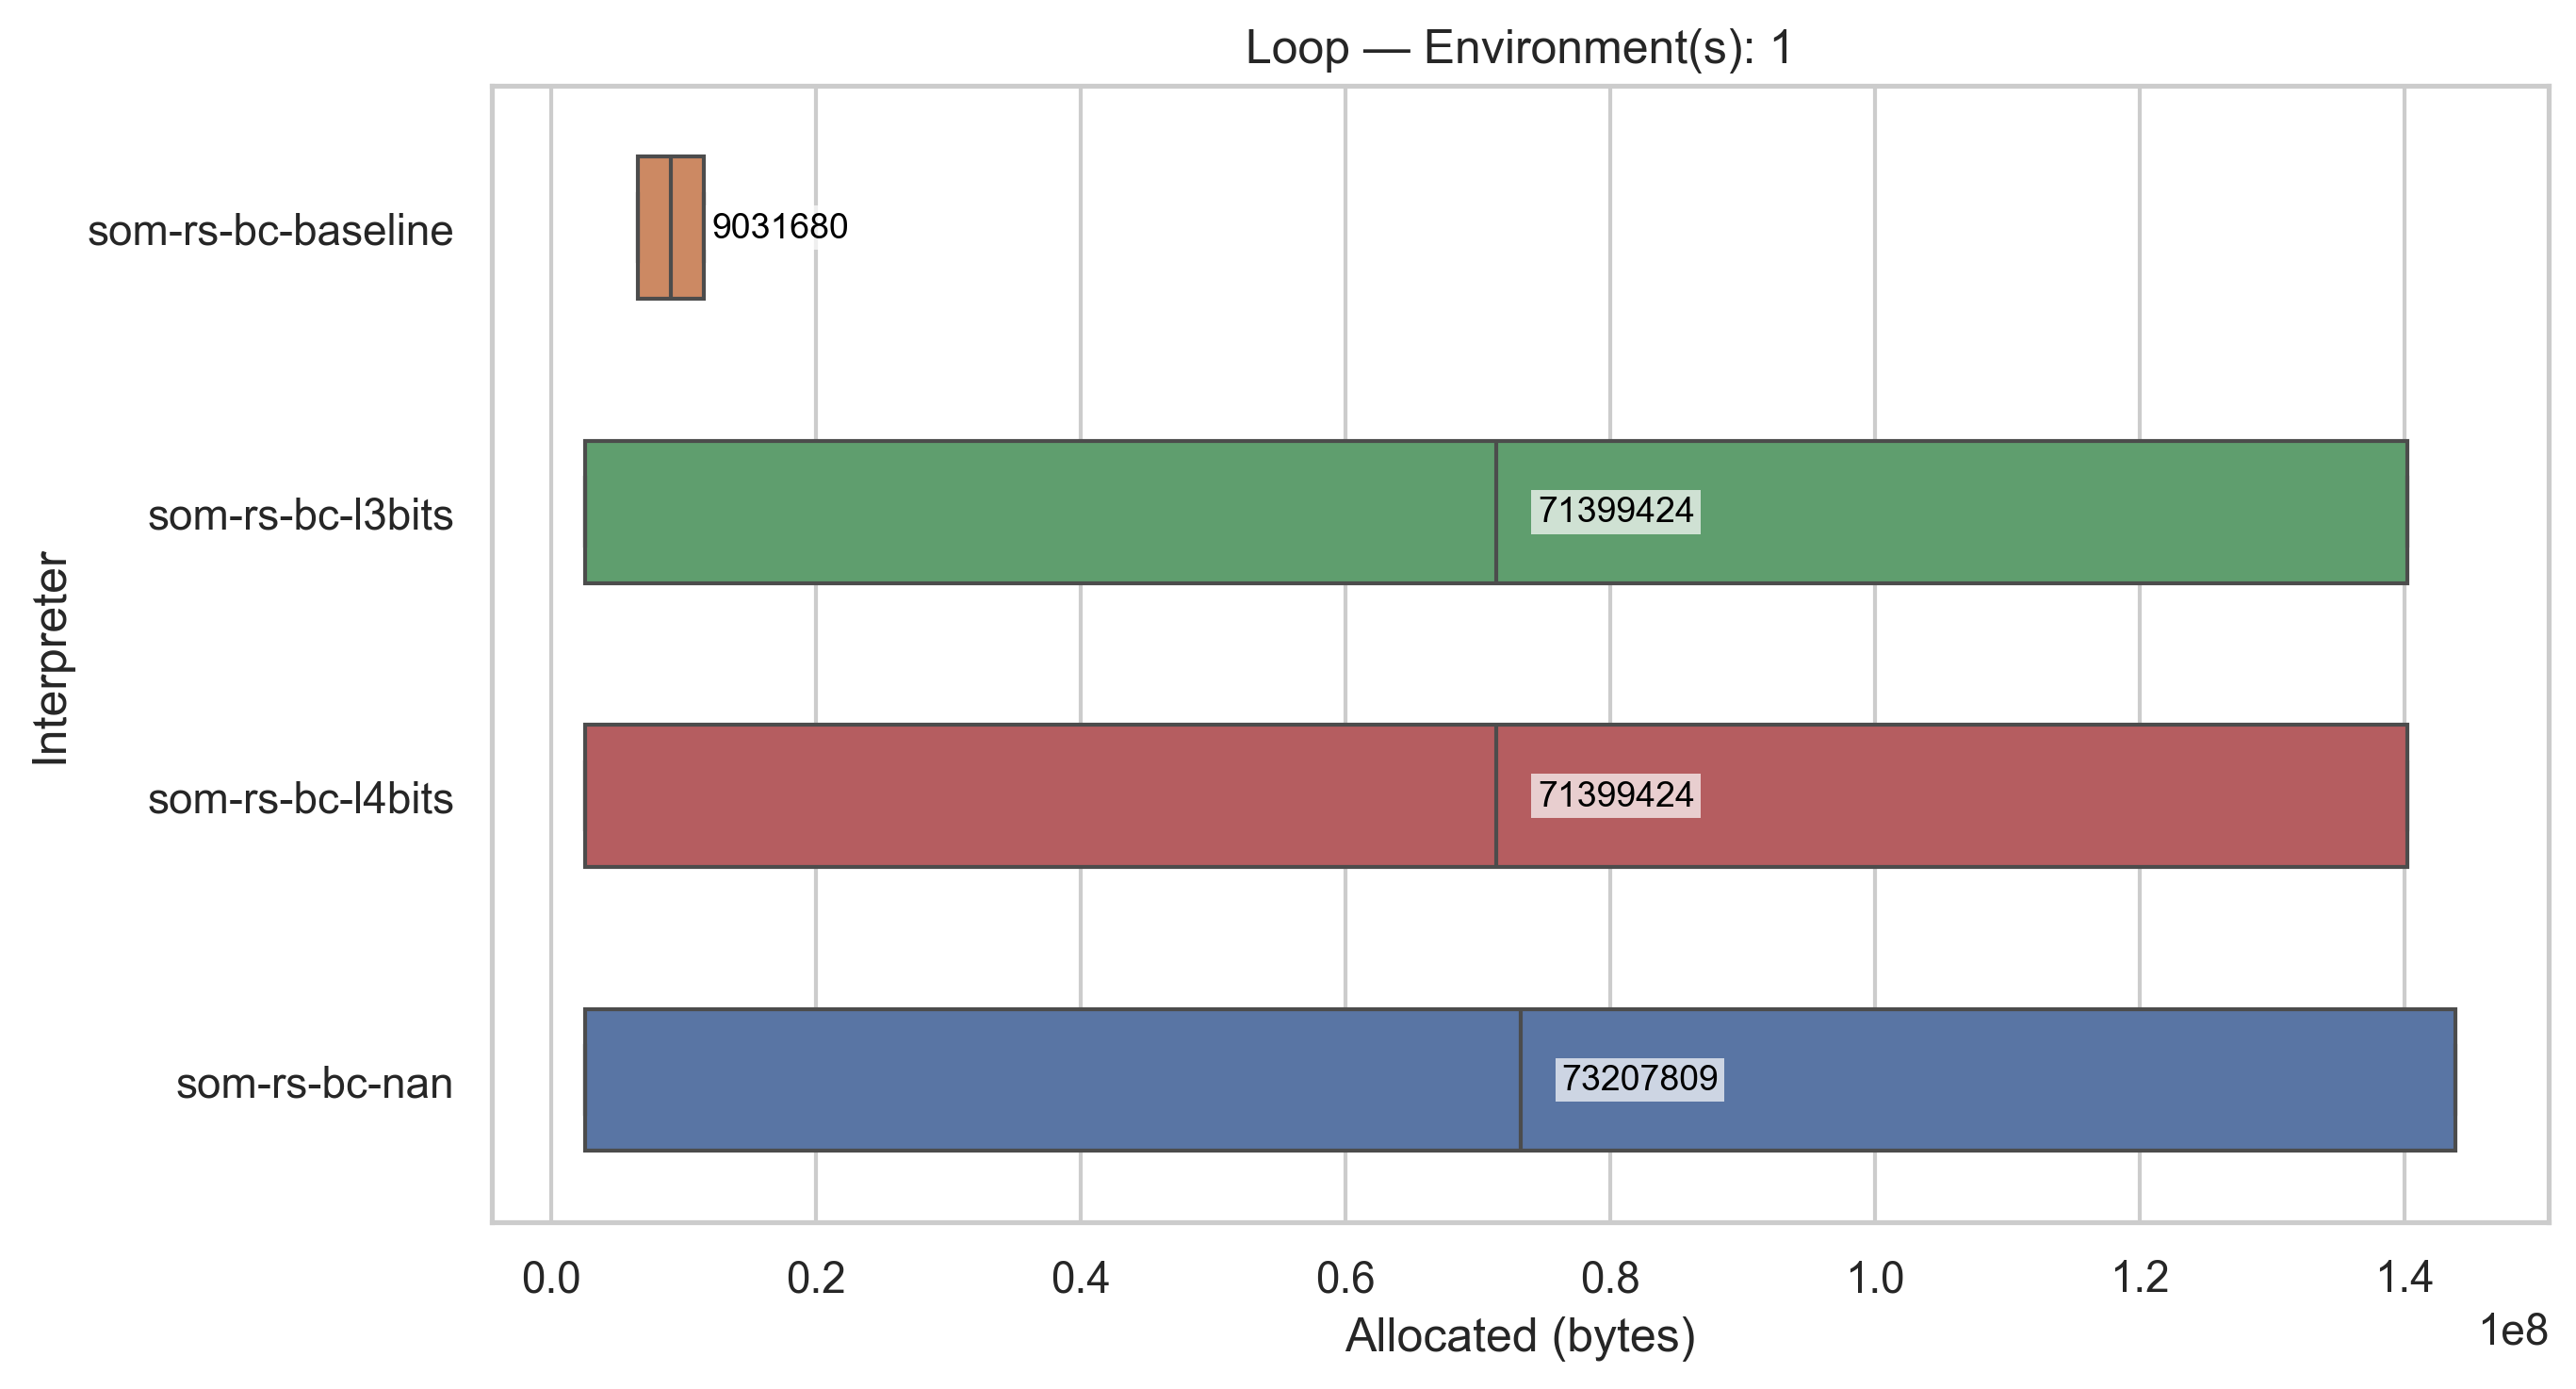 Loop — Environment(s): 1
som-rs-bc-baseline
9031680
som-rs-bc-l3bits
71399424
som-rs-bc-l4bits
71399424
som-rs-bc-nan
73207809
Interpreter
0.0 0.2 0.4 0.6 0.8 1.0 1.2 1.4
1e8
Allocated (bytes)